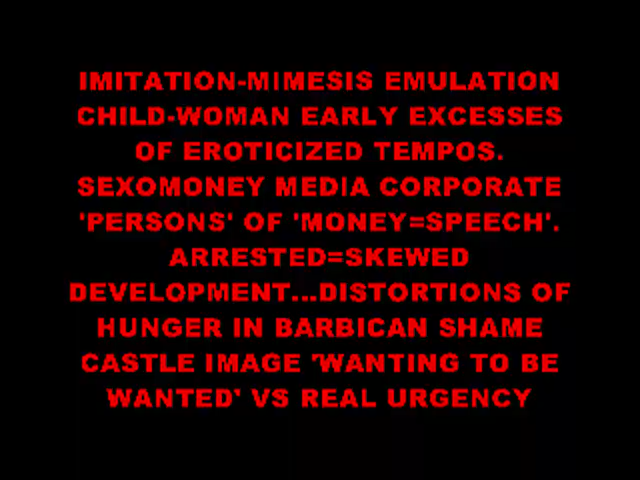 IMITATION-MIMESIS EMULATION
CHILD-WOMAN EARLY EXCESSES
OF EROTICIZED TEMPOS.
SEXOMONEY MEDIA CORPORATE
'PERSONS' OF 'MONEY=SPEECH'.
ARRESTED=SKEWED
DEVELOPMENT...DISTORTIONS OF
HUNGER IN BARBICAN SHAME
CASTLE IMAGE 'WANTING TO BE
WANTED' VS REAL URGENCY